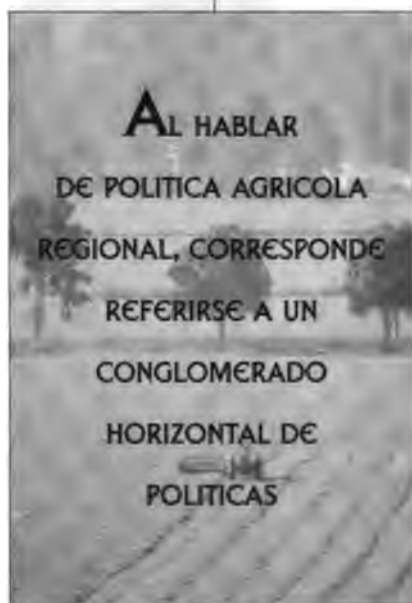 AL HABLAR
DE POLITICA AGRICOLA
REGIONAL, CORRESPONDE
REFERIRSE A UN
CONGLOMERADO
HORIZONTAL DE
POLITICAS